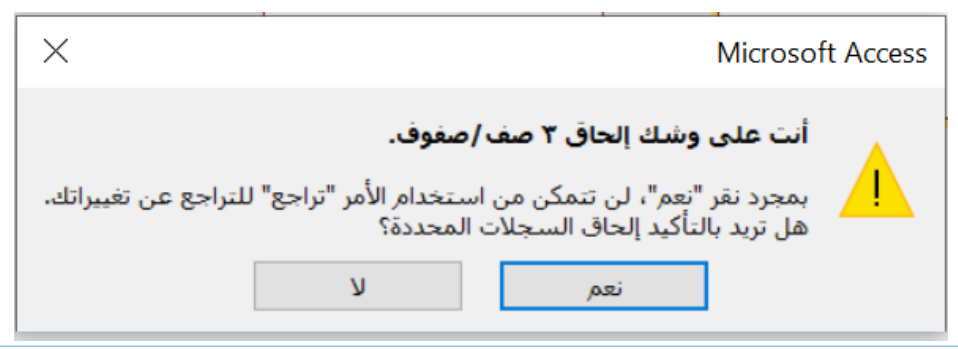 Microsoft Access
أنت على وشك إلحاق ٣ صف/صفوف.
بمجرد نقر "نعم"، لن تتمكن من استخدام الأمر "تراجع" للتراجع عن تغييراتك.
هل تريد بالتأكيد إلحاق السجلات المحددة؟
نعم لا